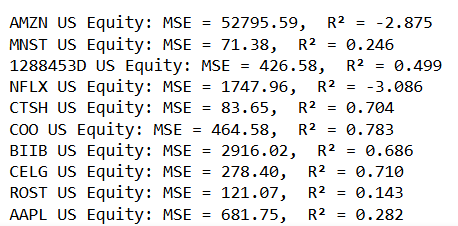 AMZN US Equity: MSE = 52795.59,  R² = -2.875
MNST US Equity: MSE = 71.38,  R² = 0.246
1288453D US Equity: MSE = 426.58,  R² = 0.499
NFLX US Equity: MSE = 1747.96,  R² = -3.086
CTSH US Equity: MSE = 83.65,  R² = 0.704
COO US Equity: MSE = 464.58,  R² = 0.783
BIIB US Equity: MSE = 2916.02,  R² = 0.686
CELG US Equity: MSE = 278.40,  R² = 0.710
ROST US Equity: MSE = 121.07,  R² = 0.143
AAPL US Equity: MSE = 681.75,  R² = 0.282